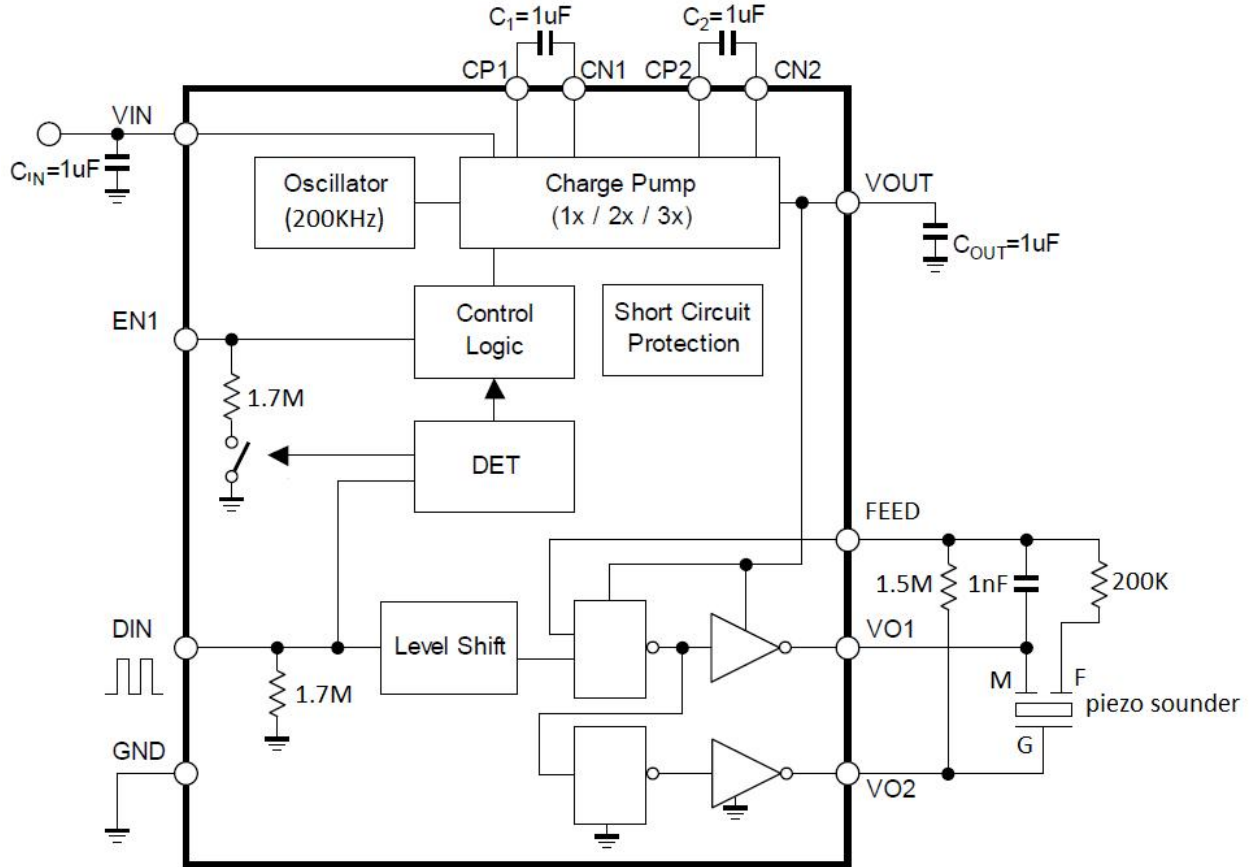 C1=1uF
C2=1uF
CP1
CN1
CP2
CN2
VIN
CIN=1uF
Oscillator
(200KHz)
Charge Pump
(1x / 2x / 3x)
VOUT
COUT=1uF
EN1
Control
Logic
Short Circuit
Protection
1.7M
DET
FEED
1.5M
1nF
200K
DIN
Level Shift
VO1
1.7M
M
F
piezo sounder
G
GND
VO2